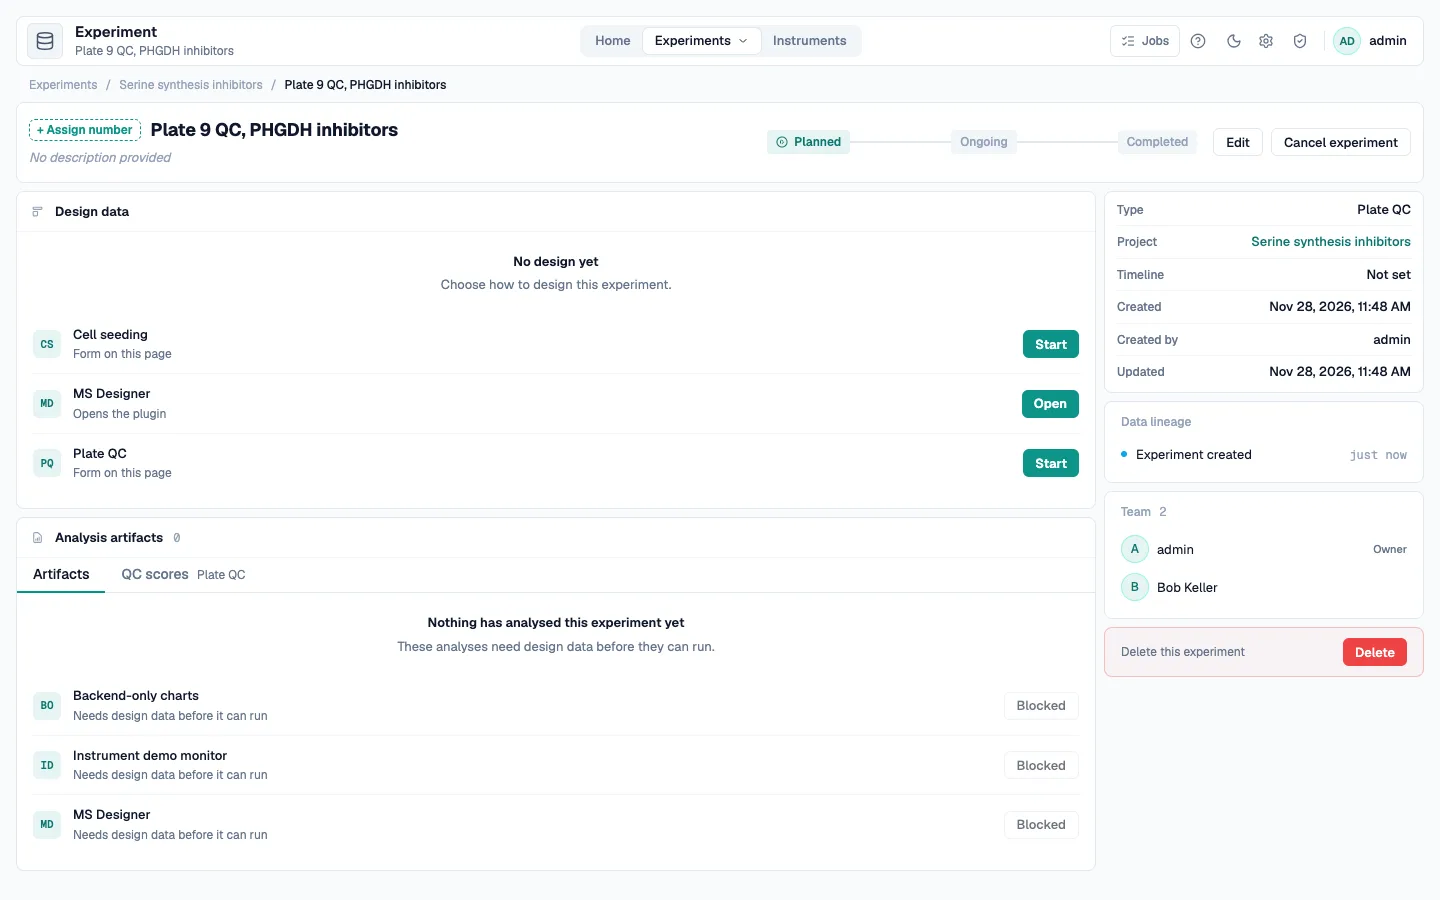 Experiment
Plate 9 QC, PHGDH inhibitors
Home
Experiments
Instruments
Jobs
AD
admin
Experiments / Serine synthesis inhibitors / Plate 9 QC, PHGDH inhibitors
+ Assign number
Plate 9 QC, PHGDH inhibitors
No description provided
Planned
Ongoing
Completed
Edit
Cancel experiment
Design data
No design yet
Choose how to design this experiment.
CS
Cell seeding
Form on this page
Start
MD
MS Designer
Opens the plugin
Open
PQ
Plate QC
Form on this page
Start
Analysis artifacts 0
Artifacts
QC scores Plate QC
Nothing has analysed this experiment yet
These analyses need design data before they can run.
BO
Backend-only charts
Needs design data before it can run
Blocked
ID
Instrument demo monitor
Needs design data before it can run
Blocked
MD
MS Designer
Needs design data before it can run
Blocked
Type Plate QC
Project Serine synthesis inhibitors
Timeline Not set
Created Nov 28, 2026, 11:48 AM
Created by admin
Updated Nov 28, 2026, 11:48 AM
Data lineage
Experiment created just now
Team 2
A admin Owner
B Bob Keller
Delete this experiment
Delete